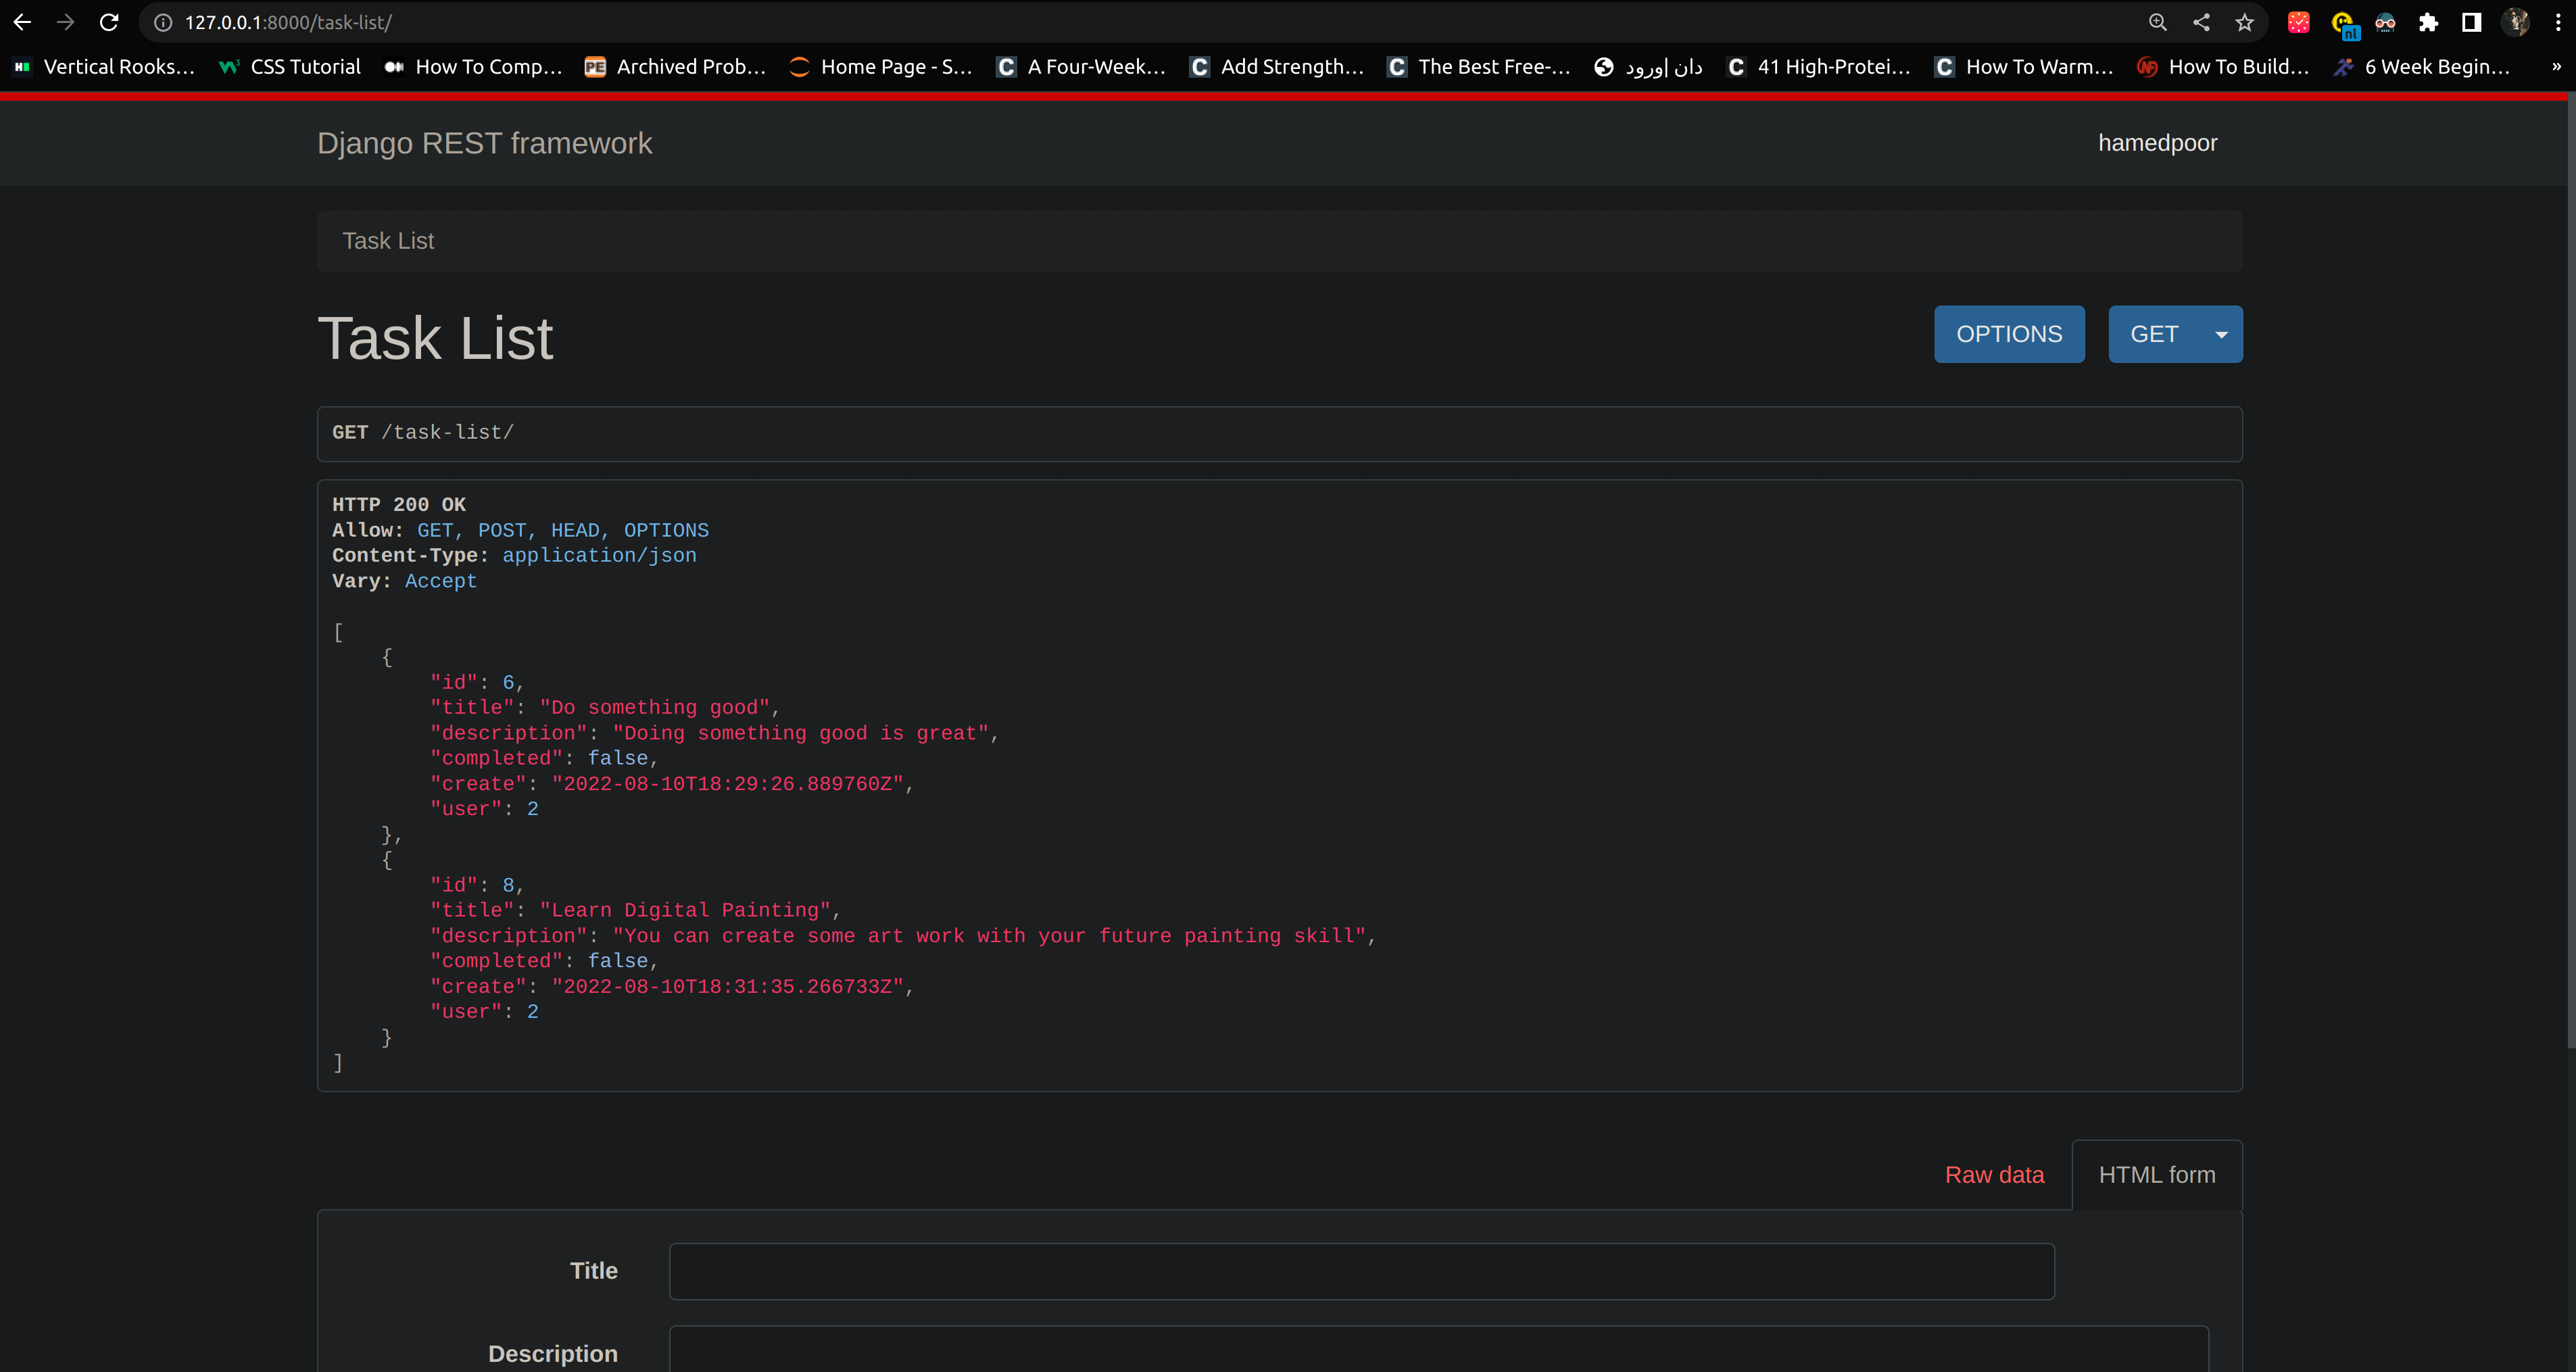 127.0.0.1:8000/task-list/
nl
Vertical Rooks... CSS Tutorial How To Comp... PE Archived Prob... Home Page - S... C A Four-Week... C Add Strength... C The Best Free-... دان |ورود C 41 High-Protei... C How To Warm... How To Build... 6 Week Begin... »
Django REST framework hamedpoor
Task List
Task List OPTIONS GET
GET /task-list/
HTTP 200 OK
Allow: GET, POST, HEAD, OPTIONS
Content-Type: application/json
Vary: Accept
[
{
"id": 6,
"title": "Do something good",
"description": "Doing something good is great",
"completed": false,
"create": "2022-08-10T18:29:26.889760Z",
"user": 2
},
{
"id": 8,
"title": "Learn Digital Painting",
"description": "You can create some art work with your future painting skill",
"completed": false,
"create": "2022-08-10T18:31:35.266733Z",
"user": 2
}
]
Raw data HTML form
Title
Description